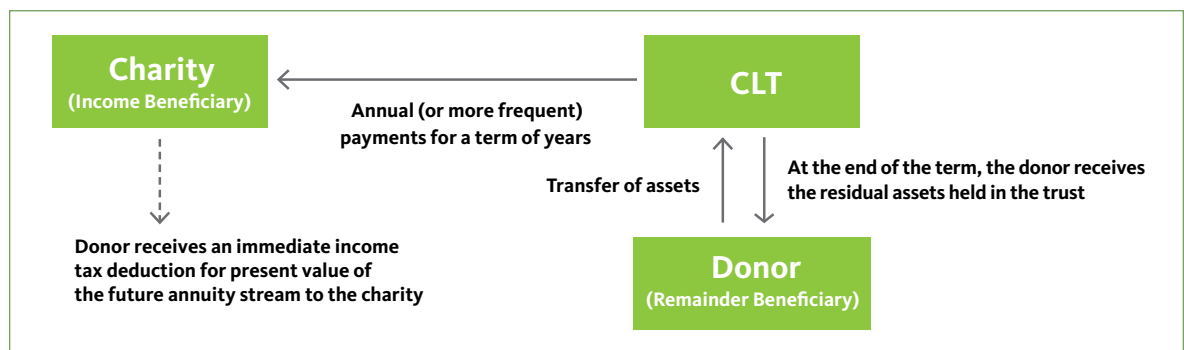 Charity
(Income Beneficiary)
CLT
Annual (or more frequent)
payments for a term of years
Transfer of assets
At the end of the term, the donor receives
the residual assets held in the trust
Donor receives an immediate income
tax deduction for present value of
the future annuity stream to the charity
Donor
(Remainder Beneficiary)